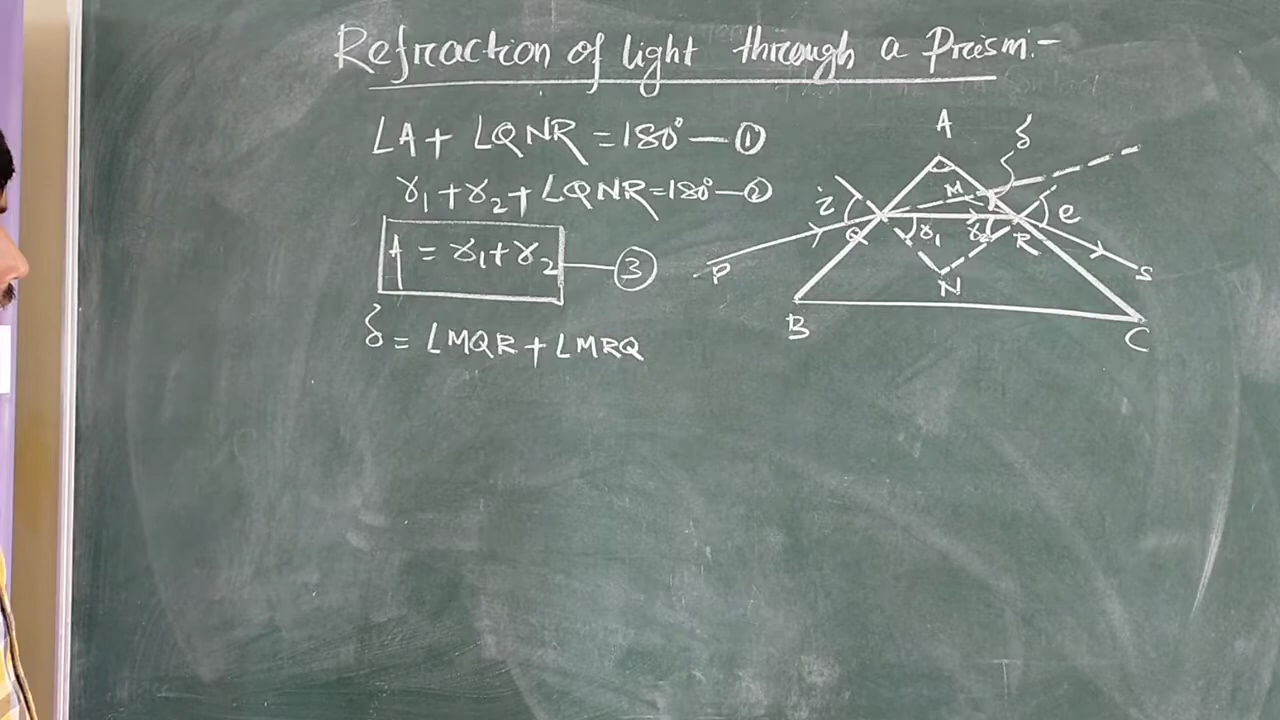 Refraction of light through a Prism:-
∠A + ∠QNR = 180° — ①
r₁ + r₂ + ∠QNR = 180° — ②
A = r₁ + r₂ — ③
δ = ∠MQR + ∠MRQ
A δ
M
i e
Q r₁ r₂ R
P N S
B C